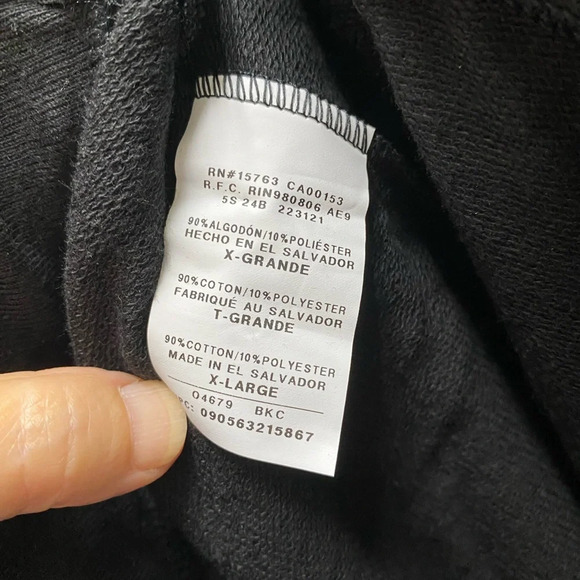 RN#15763 CA00153
R.F.C. RIN980806 AE9
5S 24B 223121
90%ALGODÓN/10%POLIÉSTER
HECHO EN EL SALVADOR
X-GRANDE
90%COTON/10%POLYESTER
FABRIQUÉ AU SALVADOR
T-GRANDE
90%COTTON/10%POLYESTER
MADE IN EL SALVADOR
X-LARGE
04679 BKC
090563215867